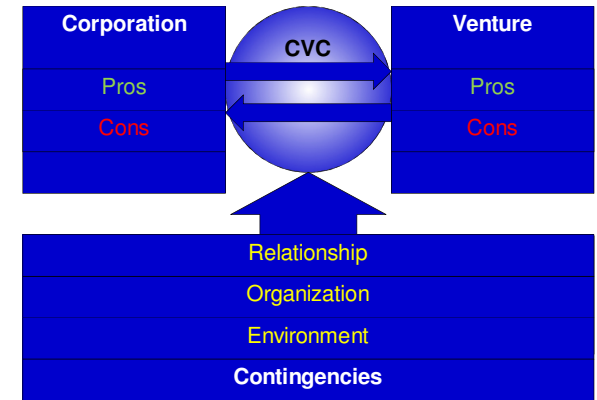 Corporation
CVC
Venture
Pros
Pros
Cons
Cons
Relationship
Organization
Environment
Contingencies